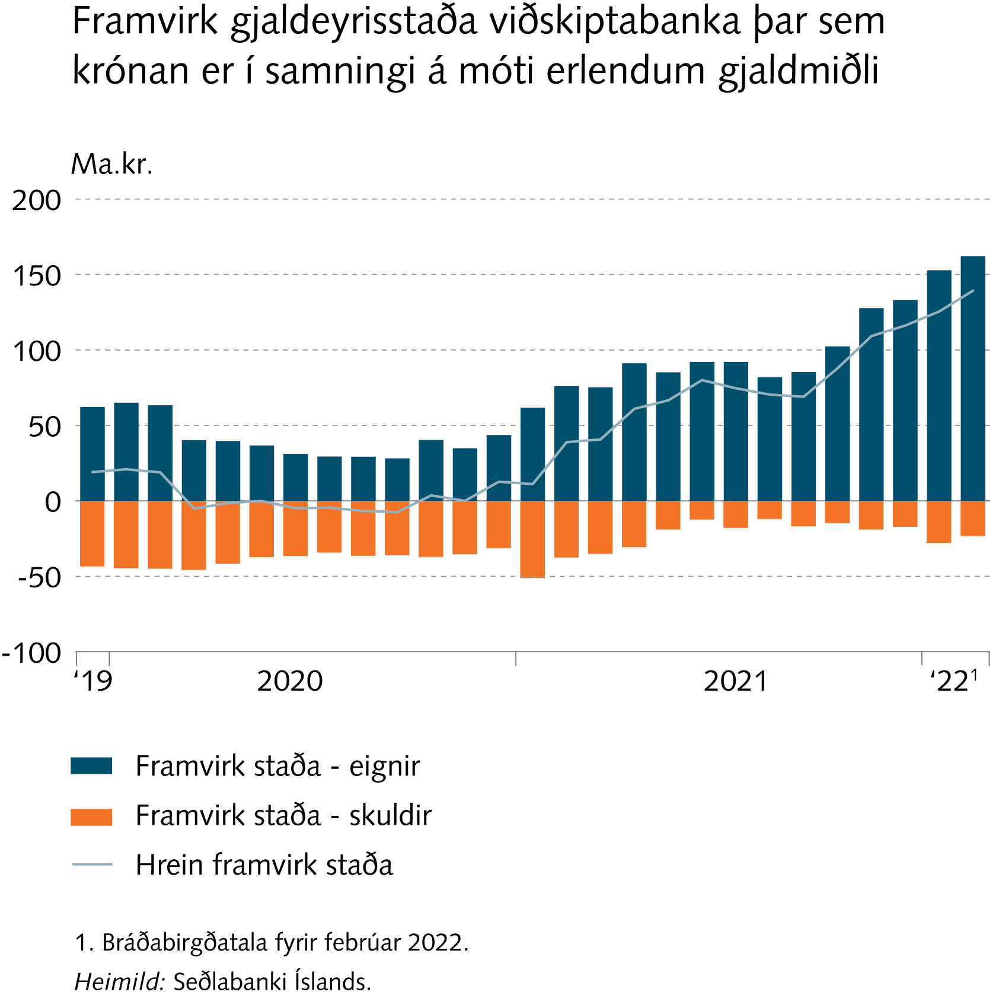 Framvirk gjaldeyrisstaða viðskiptabanka þar sem
krónan er í samningi á móti erlendum gjaldmiðli
Ma.kr.
200
150
100
50
0
-50
-100
‘19 2020 2021 ‘22¹
Framvirk staða - eignir
Framvirk staða - skuldir
Hrein framvirk staða
1. Bráðabirgðatala fyrir febrúar 2022.
Heimild: Seðlabanki Íslands.